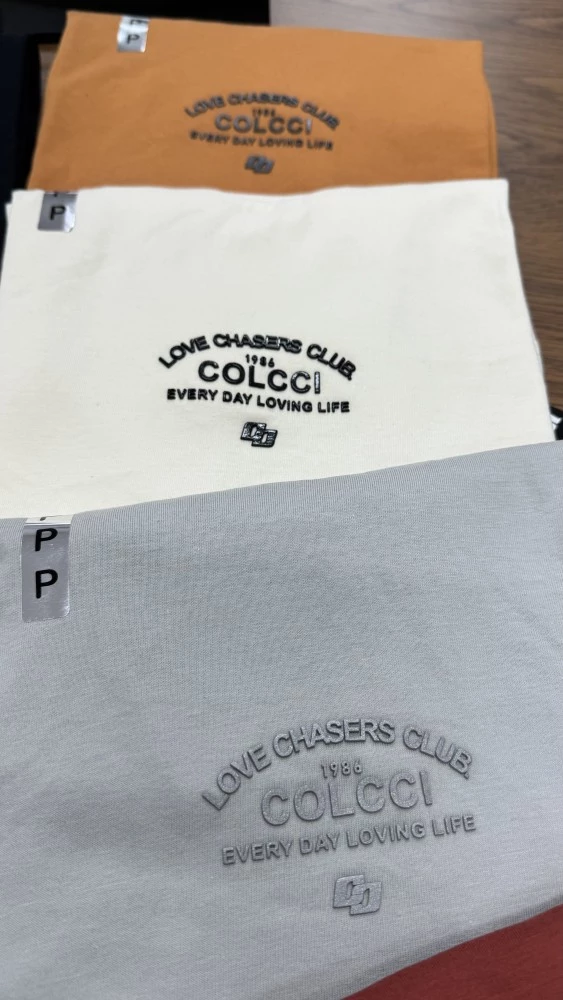 P
P
LOVE CHASERS CLUB.
1986
COLCCI
EVERY DAY LOVING LIFE
P
LOVE CHASERS CLUB.
1986
COLCCI
EVERY DAY LOVING LIFE
P
P
LOVE CHASERS CLUB.
1986
COLCCI
EVERY DAY LOVING LIFE